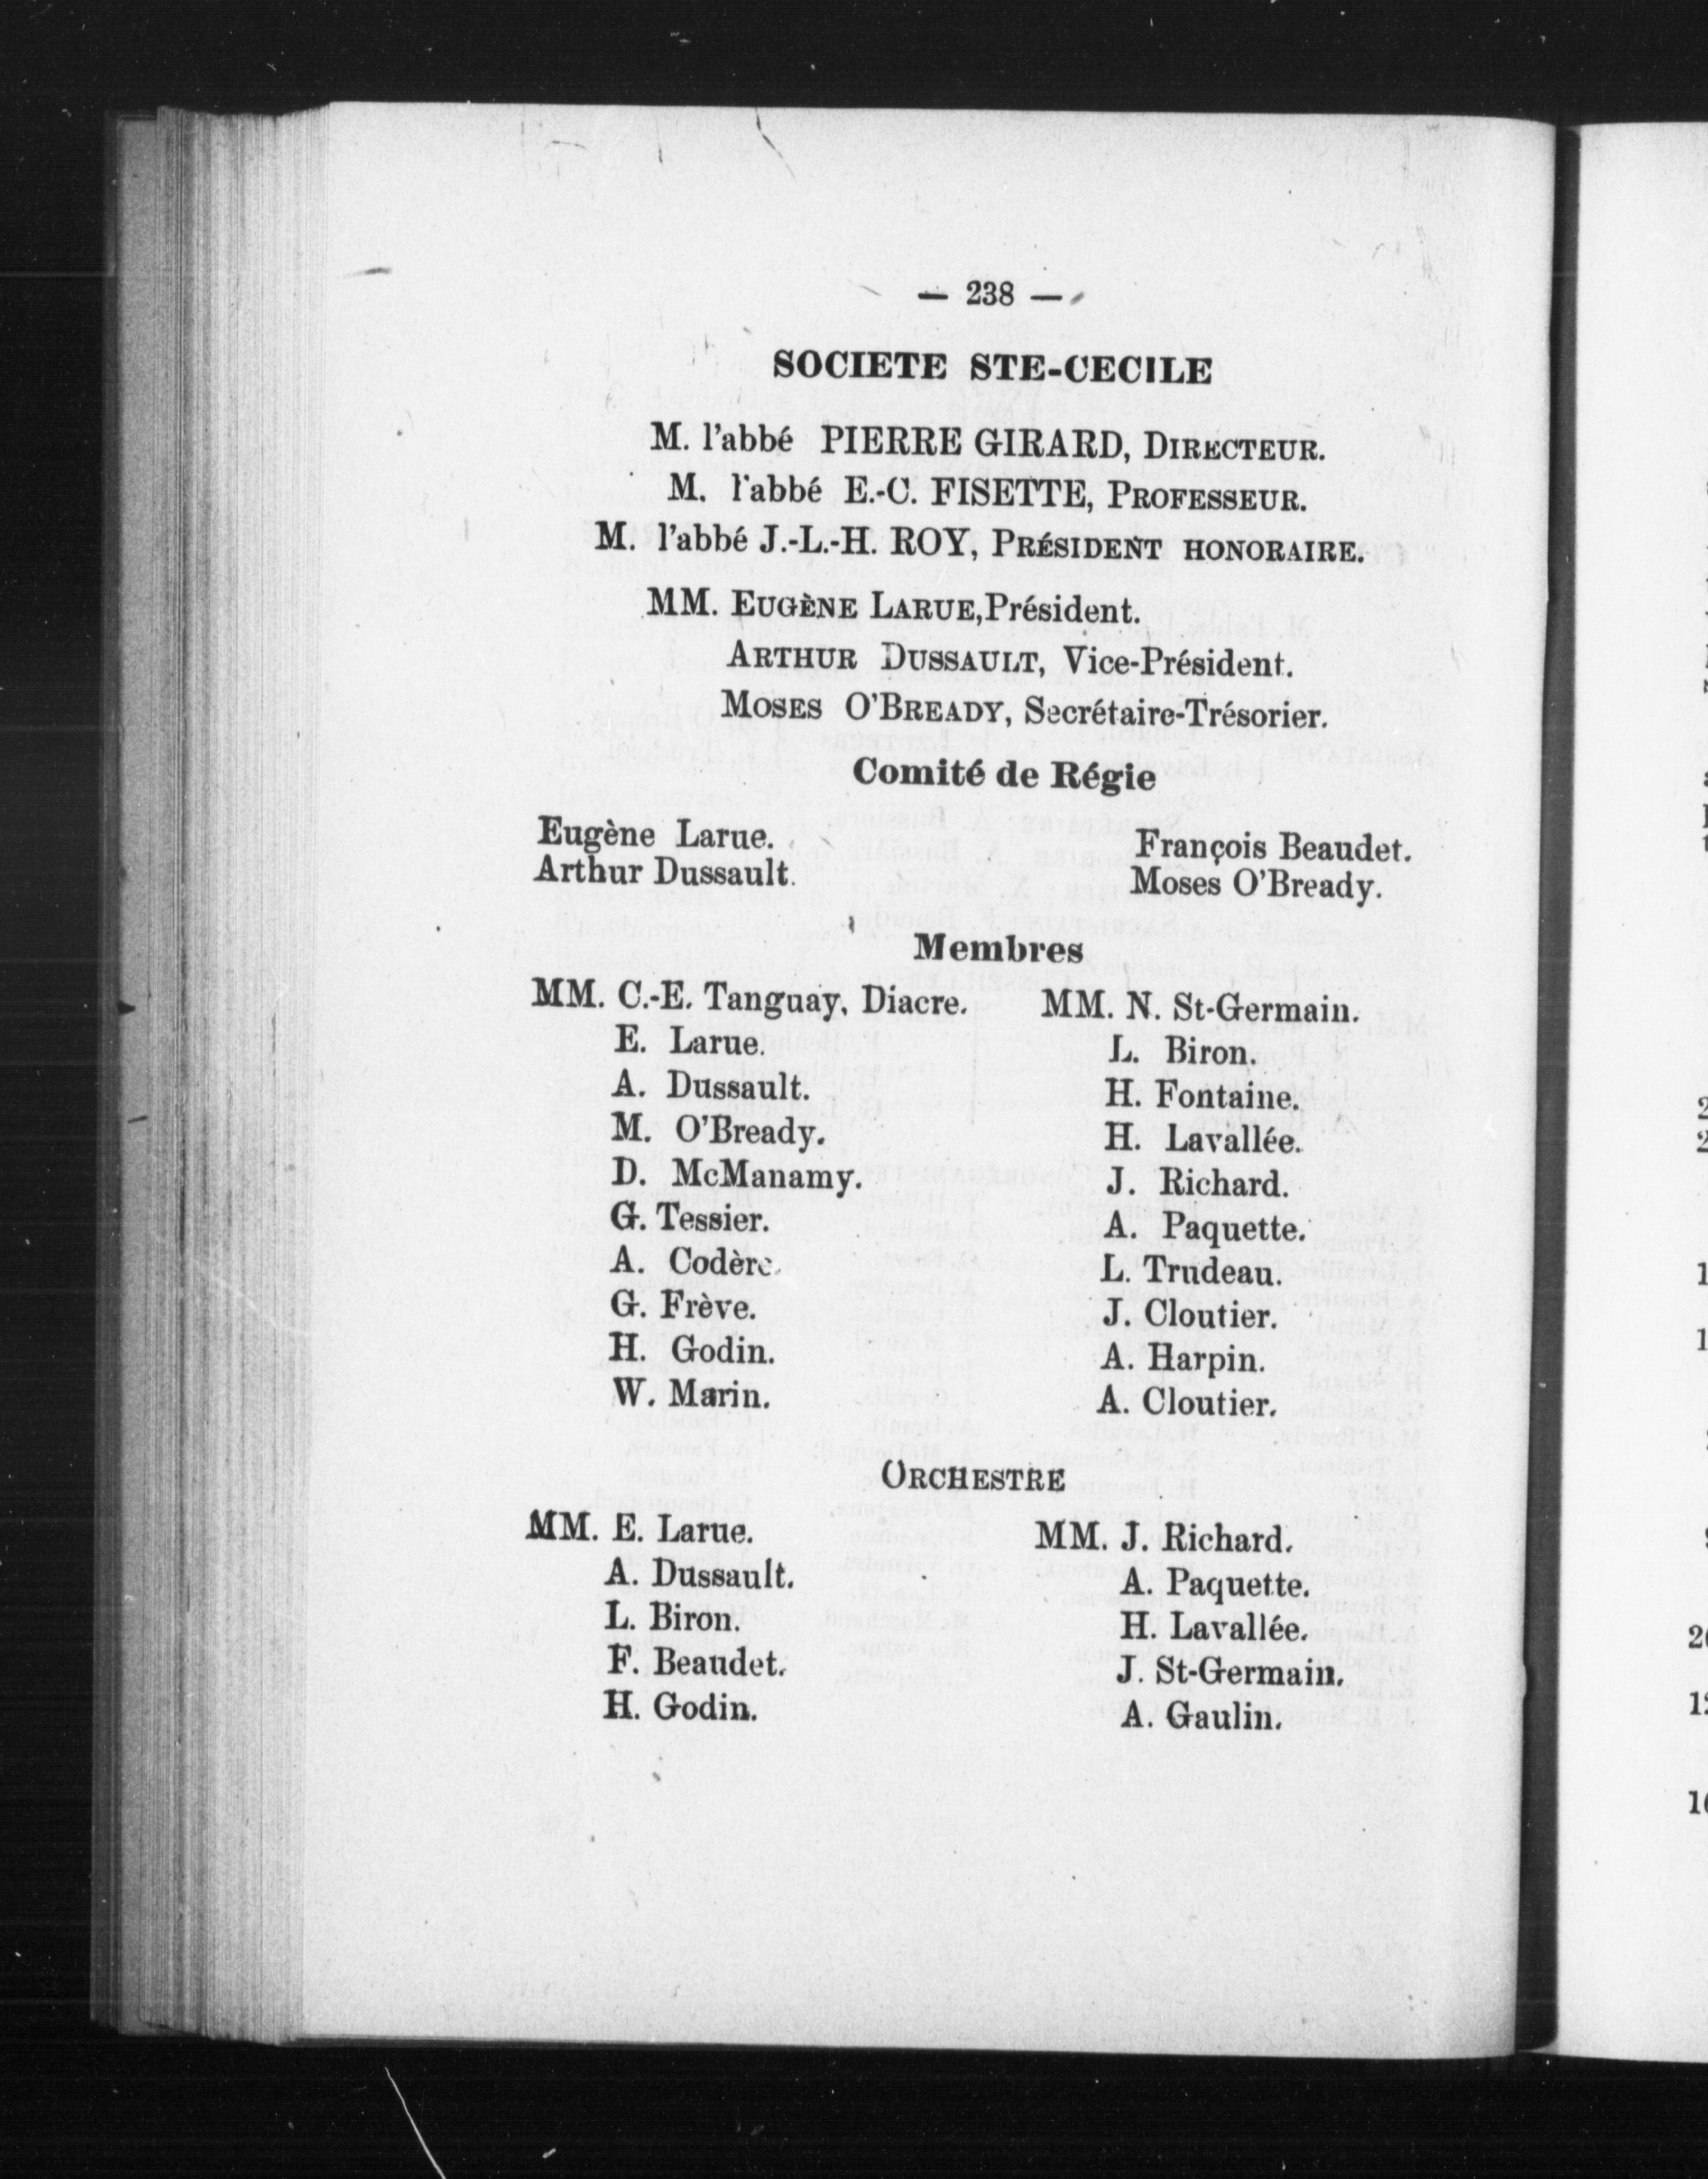 — 238 —
SOCIETE STE-CECILE
M. l'abbé PIERRE GIRARD, DIRECTEUR.
M. l'abbé E.-C. FISETTE, PROFESSEUR.
M. l'abbé J.-L.-H. ROY, PRÉSIDENT HONORAIRE.
MM. EUGÈNE LARUE, Président.
ARTHUR DUSSAULT, Vice-Président.
MOSES O'BREADY, Secrétaire-Trésorier.
Comité de Régie
Eugène Larue.
Arthur Dussault.
François Beaudet.
Moses O'Bready.
Membres
MM. C.-E. Tanguay, Diacre.
E. Larue.
A. Dussault.
M. O'Bready.
D. McManamy.
G. Tessier.
A. Codère.
G. Frève.
H. Godin.
W. Marin.
MM. N. St-Germain.
L. Biron.
H. Fontaine.
H. Lavallée.
J. Richard.
A. Paquette.
L. Trudeau.
J. Cloutier.
A. Harpin.
A. Cloutier.
ORCHESTRE
MM. E. Larue.
A. Dussault.
L. Biron.
F. Beaudet.
H. Godin.
MM. J. Richard.
A. Paquette.
H. Lavallée.
J. St-Germain.
A. Gaulin.